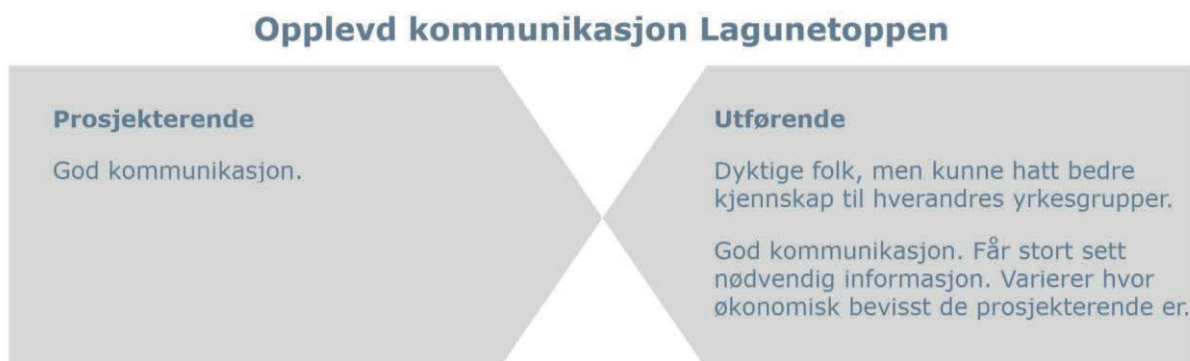 Opplevd kommunikasjon Lagunetoppen
Prosjekterende
God kommunikasjon.
Utførende
Dyktige folk, men kunne hatt bedre
kjennskap til hverandres yrkesgrupper.
God kommunikasjon. Får stort sett
nødvendig informasjon. Varierer hvor
økonomisk bevisst de prosjekterende er.